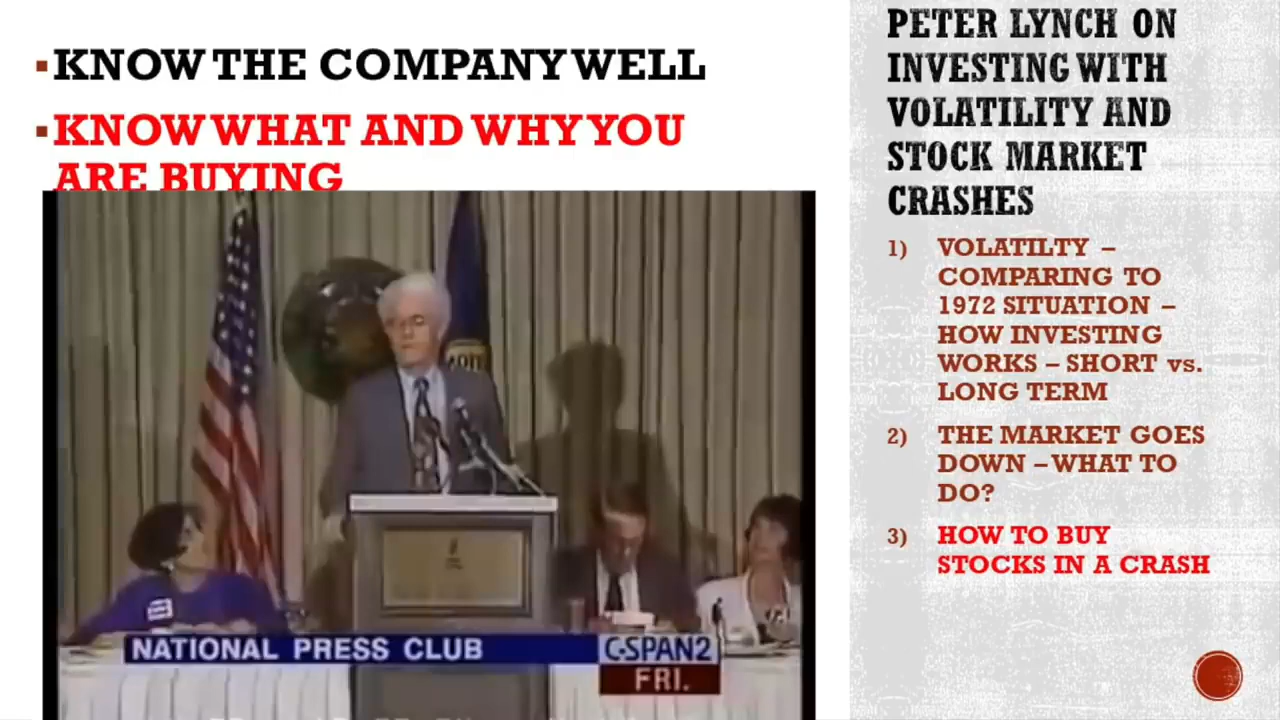 ▪KNOW THE COMPANY WELL
▪KNOW WHAT AND WHY YOU
ARE BUYING
NATIONAL PRESS CLUB
C-SPAN2
FRI.
PETER LYNCH ON
INVESTING WITH
VOLATILITY AND
STOCK MARKET
CRASHES
1) VOLATILTY –
COMPARING TO
1972 SITUATION –
HOW INVESTING
WORKS – SHORT vs.
LONG TERM
2) THE MARKET GOES
DOWN – WHAT TO
DO?
3) HOW TO BUY
STOCKS IN A CRASH